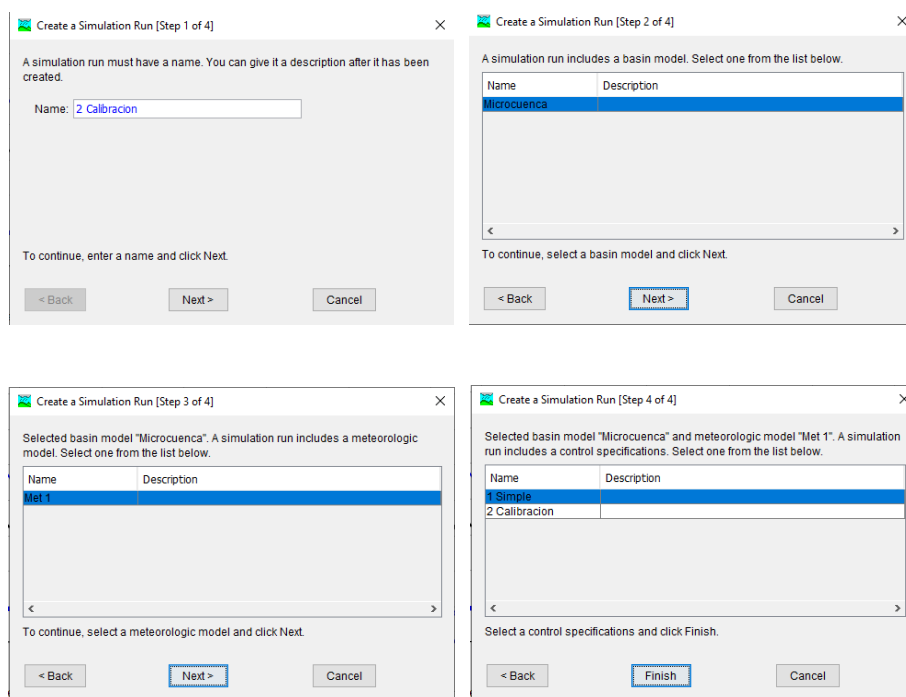 Create a Simulation Run [Step 1 of 4]
A simulation run must have a name. You can give it a description after it has been
created.
Name: 2 Calibracion
To continue, enter a name and click Next.
< Back Next > Cancel
Create a Simulation Run [Step 2 of 4]
A simulation run includes a basin model. Select one from the list below.
Name Description
Microcuenca
To continue, select a basin model and click Next.
< Back Next > Cancel
Create a Simulation Run [Step 3 of 4]
Selected basin model "Microcuenca". A simulation run includes a meteorologic
model. Select one from the list below.
Name Description
Met 1
To continue, select a meteorologic model and click Next.
< Back Next > Cancel
Create a Simulation Run [Step 4 of 4]
Selected basin model "Microcuenca" and meteorologic model "Met 1". A simulation
run includes a control specifications. Select one from the list below.
Name Description
1 Simple
2 Calibracion
Select a control specifications and click Finish.
< Back Finish Cancel